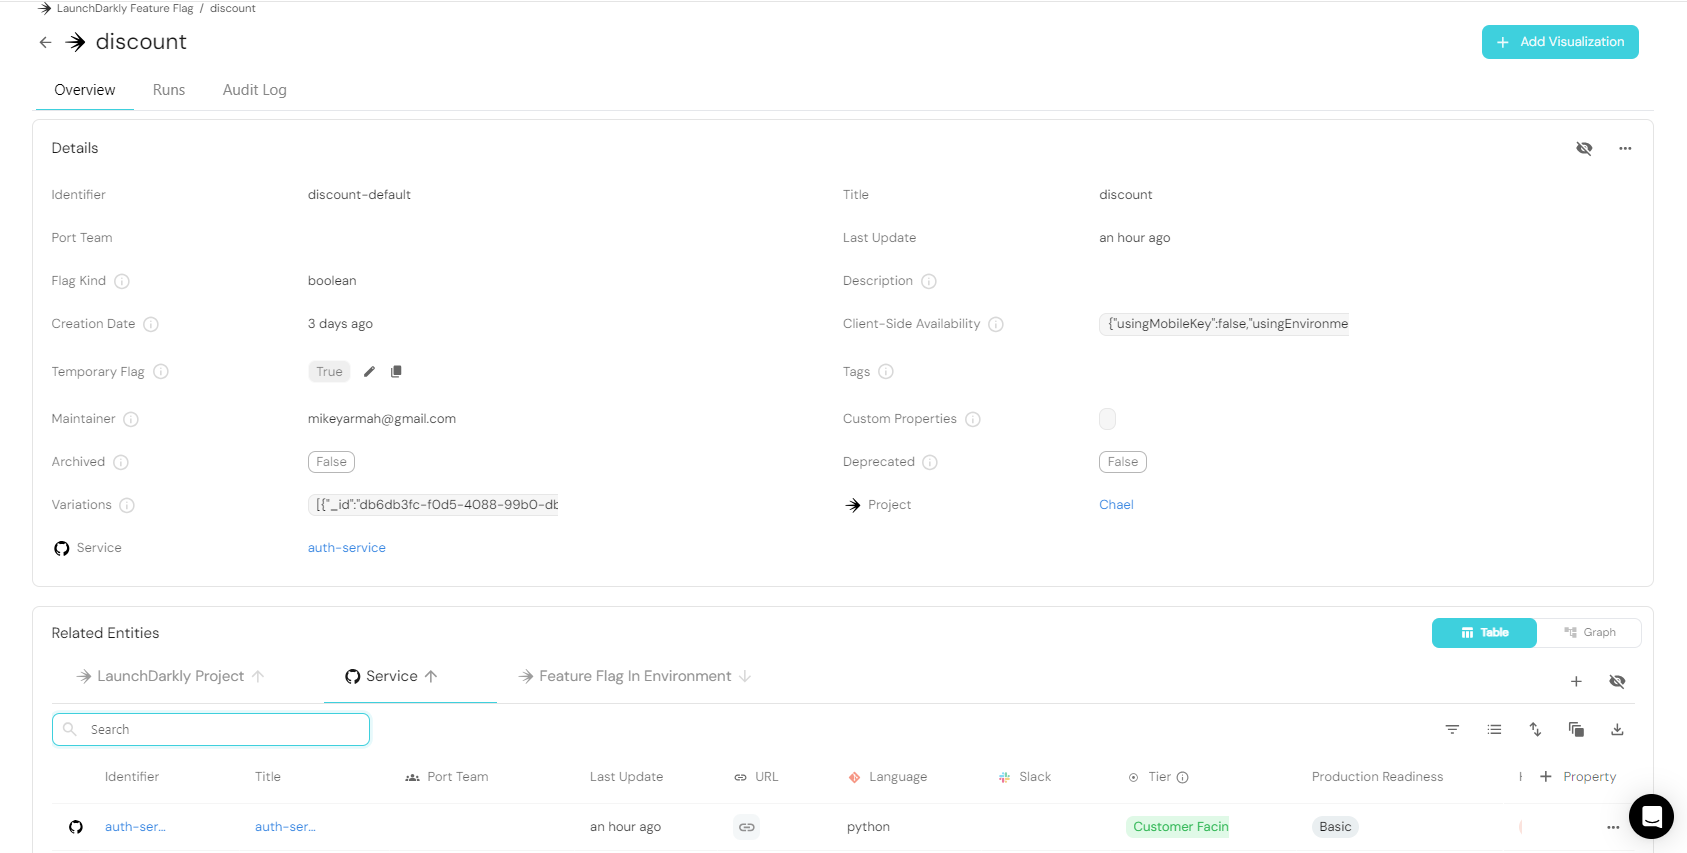 LaunchDarkly Feature Flag / discount
discount
Add Visualization
Overview Runs Audit Log
Details
Identifier discount-default Title discount
Port Team Last Update an hour ago
Flag Kind boolean Description
Creation Date 3 days ago Client-Side Availability {"usingMobileKey":false,"usingEnvironme
Temporary Flag True Tags
Maintainer mikeyarmah@gmail.com Custom Properties
Archived False Deprecated False
Variations [{"_id":"db6db3fc-f0d5-4088-99b0-db Project Chael
Service auth-service
Related Entities Table Graph
LaunchDarkly Project Service Feature Flag In Environment
Search
Identifier Title Port Team Last Update URL Language Slack Tier Production Readiness Property
auth-ser... auth-ser... an hour ago python Customer Facin Basic